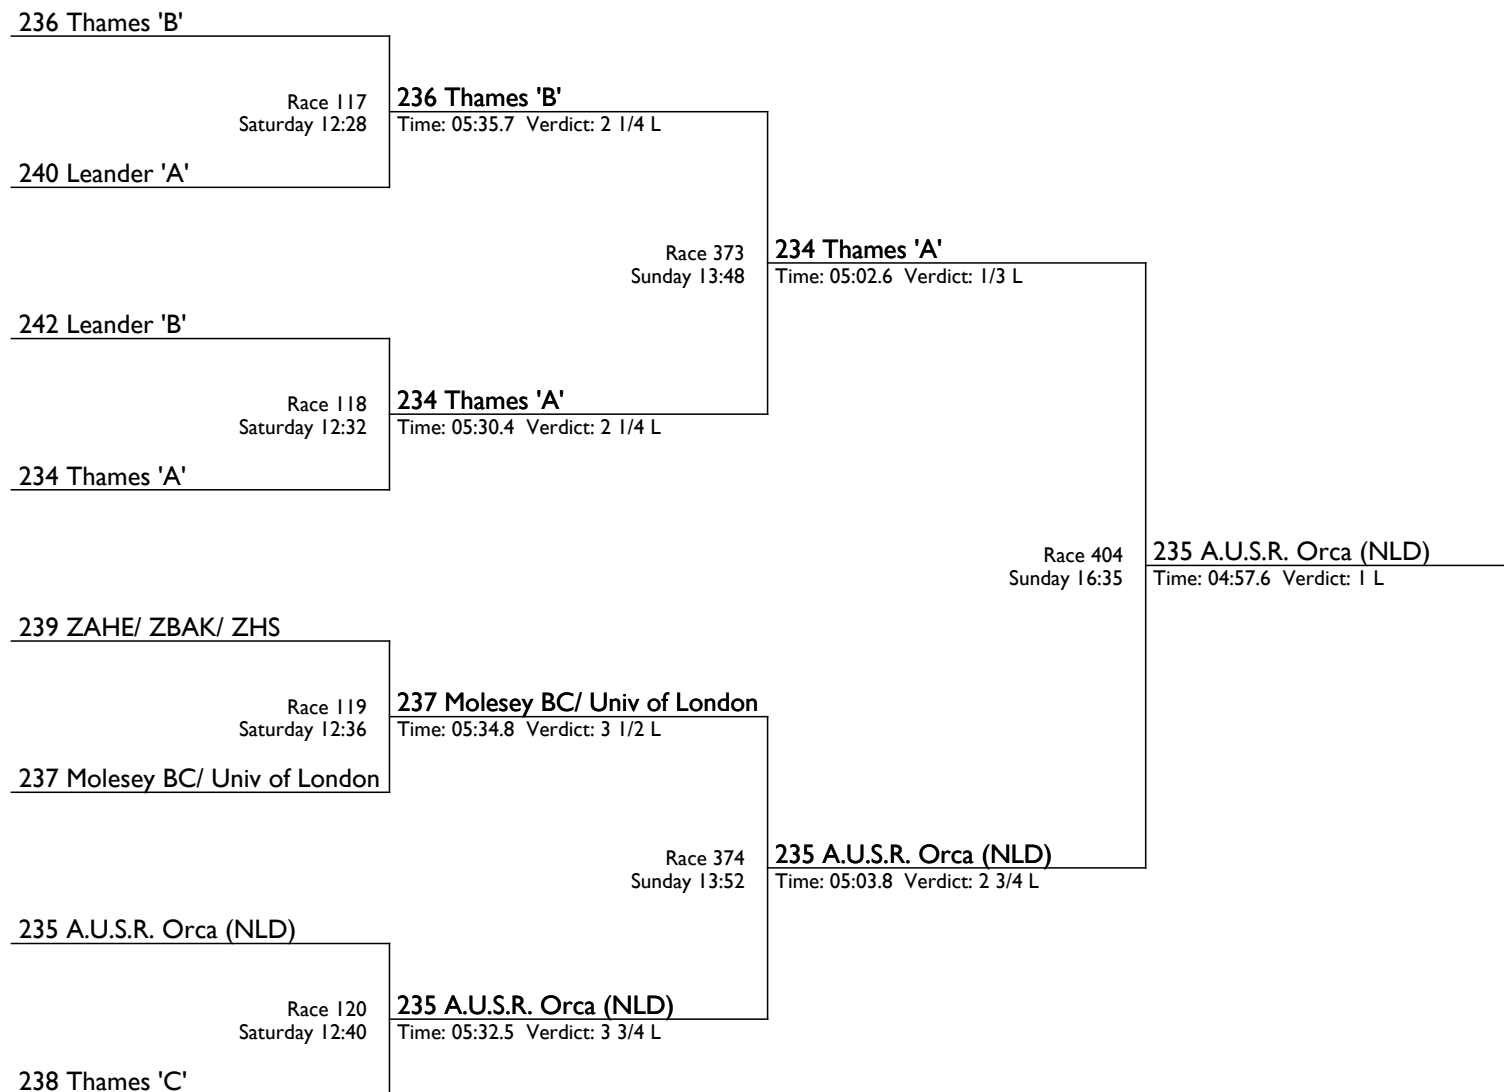 236 Thames 'B'
Race 117
Saturday 12:28
236 Thames 'B'
Time: 05:35.7 Verdict: 2 1/4 L
240 Leander 'A'
Race 373
Sunday 13:48
234 Thames 'A'
Time: 05:02.6 Verdict: 1/3 L
242 Leander 'B'
Race 118
Saturday 12:32
234 Thames 'A'
Time: 05:30.4 Verdict: 2 1/4 L
234 Thames 'A'
Race 404
Sunday 16:35
235 A.U.S.R. Orca (NLD)
Time: 04:57.6 Verdict: 1 L
239 ZAHE/ ZBAK/ ZHS
Race 119
Saturday 12:36
237 Molesey BC/ Univ of London
Time: 05:34.8 Verdict: 3 1/2 L
237 Molesey BC/ Univ of London
Race 374
Sunday 13:52
235 A.U.S.R. Orca (NLD)
Time: 05:03.8 Verdict: 2 3/4 L
235 A.U.S.R. Orca (NLD)
Race 120
Saturday 12:40
235 A.U.S.R. Orca (NLD)
Time: 05:32.5 Verdict: 3 3/4 L
238 Thames 'C'